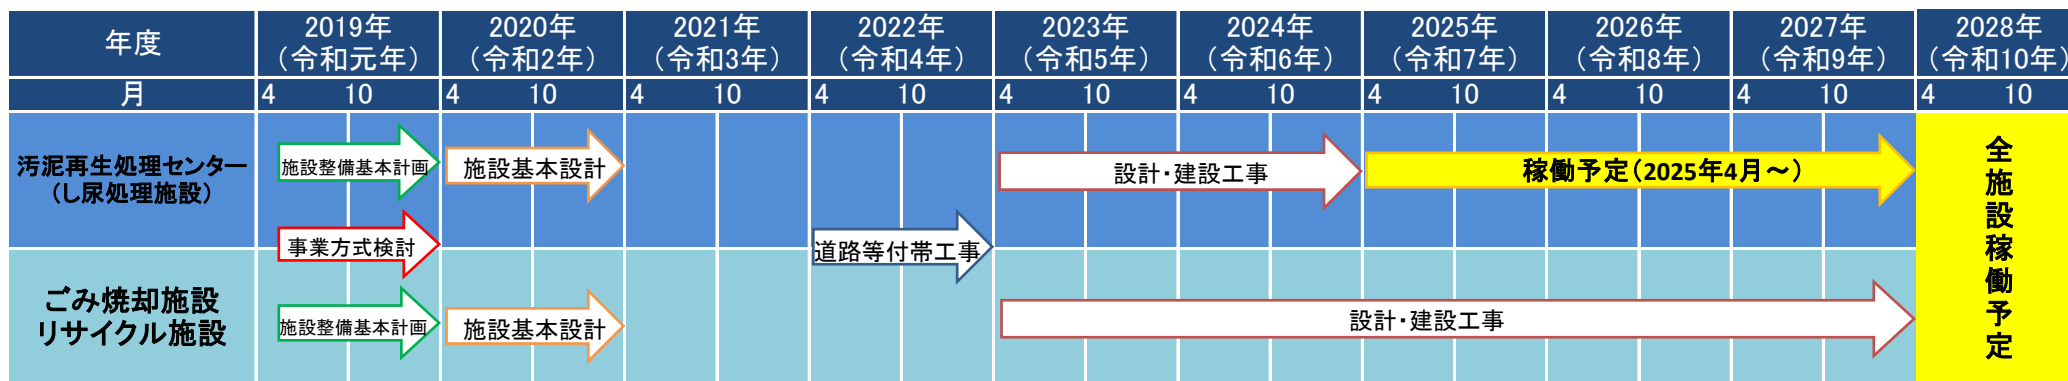 年度
2019年
（令和元年）
2020年
（令和2年）
2021年
（令和3年）
2022年
（令和4年）
2023年
（令和5年）
2024年
（令和6年）
2025年
（令和7年）
2026年
（令和8年）
2027年
（令和9年）
2028年
（令和10年）
月
4 10 4 10 4 10 4 10 4 10 4 10 4 10 4 10 4 10 4 10
汚泥再生処理センター
（し尿処理施設）
施設整備基本計画
施設基本設計
設計・建設工事
稼働予定（2025年4月～）
事業方式検討
道路等付帯工事
ごみ焼却施設
リサイクル施設
施設整備基本計画
施設基本設計
設計・建設工事
全施設稼働予定